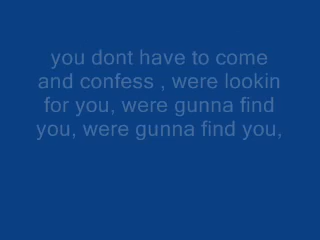 you dont have to come
and confess , were lookin
for you, were gunna find
you, were gunna find you,